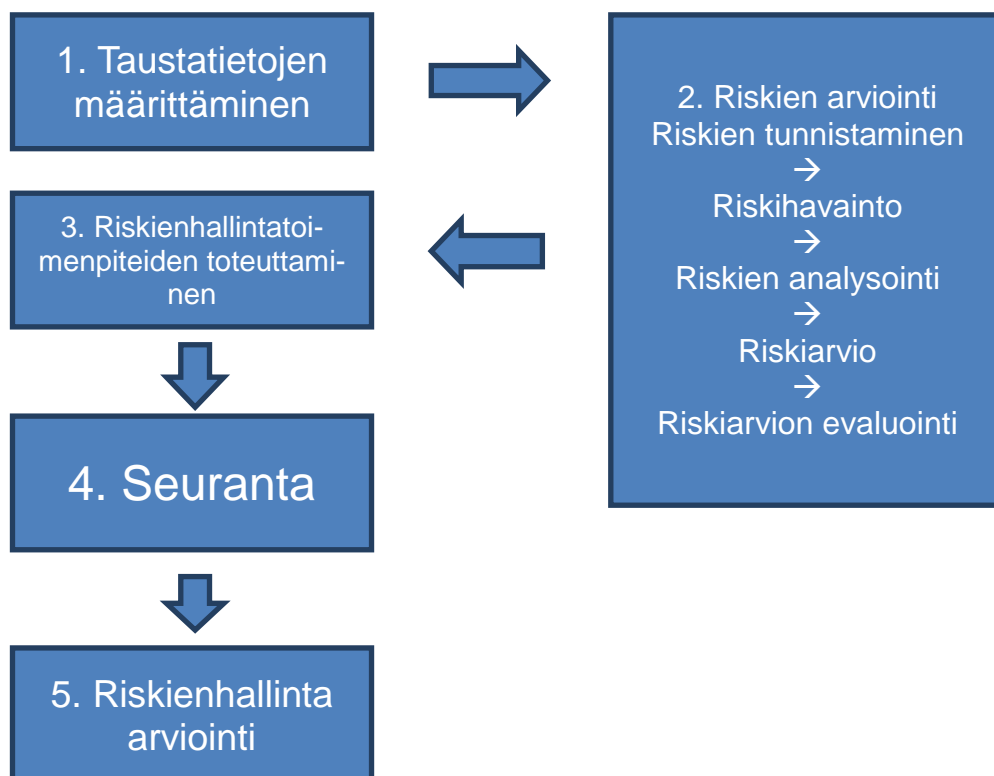 1. Taustatietojen
määrittäminen
2. Riskien arviointi
Riskien tunnistaminen
→
Riskihavainto
→
Riskien analysointi
→
Riskiarvio
→
Riskiarvion evaluointi
3. Riskienhallintatoi-
menpiteiden toteuttami-
nen
4. Seuranta
5. Riskienhallinta
arviointi